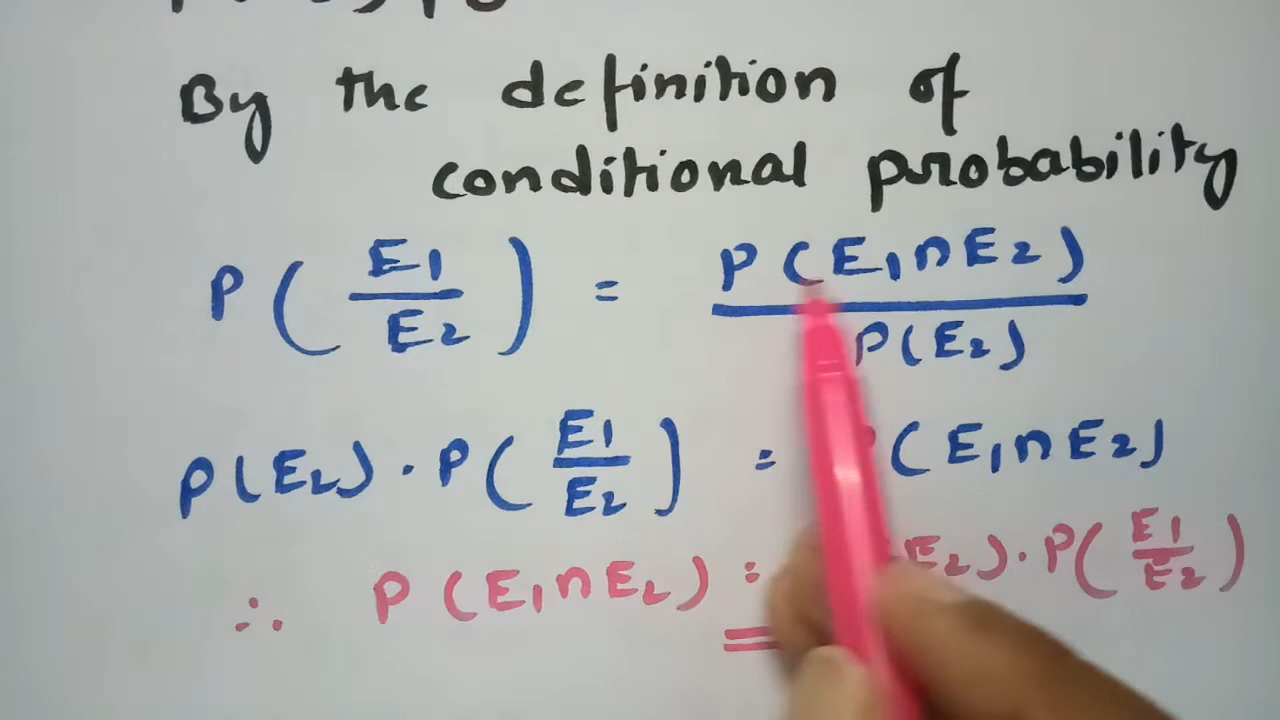 By the definition of
conditional probability
P ( E1 / E2 ) = P ( E1 ∩ E2 ) / P ( E2 )
P ( E2 ) . P ( E1 / E2 ) = ( E1 ∩ E2 )
∴ P ( E1 ∩ E2 ) = E2 ) . P ( E1 / E2 )